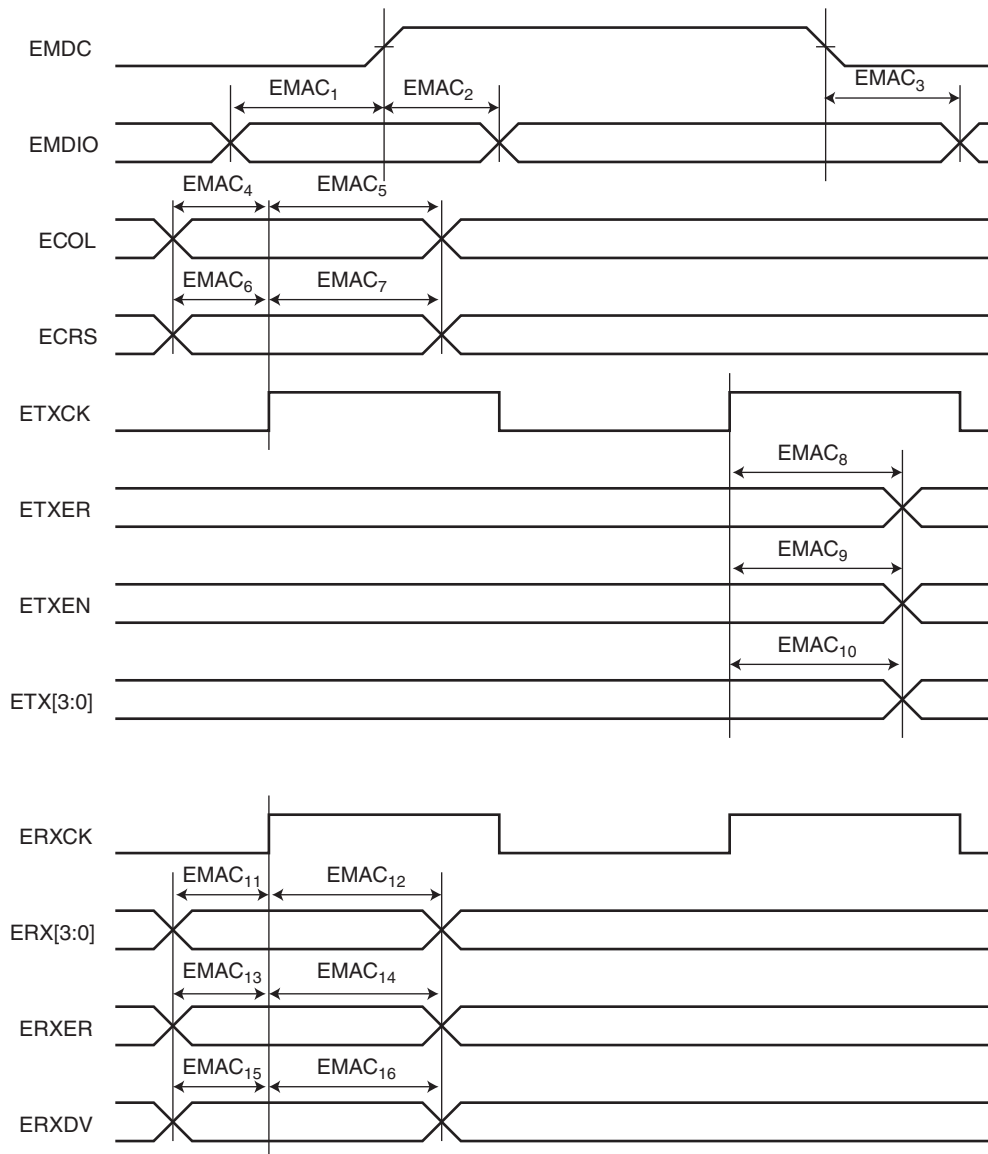 EMDC
EMAC1 EMAC2 EMAC3
EMDIO
EMAC4 EMAC5
ECOL
EMAC6 EMAC7
ECRS
ETXCK
EMAC8
ETXER
EMAC9
ETXEN
EMAC10
ETX[3:0]
ERXCK
EMAC11 EMAC12
ERX[3:0]
EMAC13 EMAC14
ERXER
EMAC15 EMAC16
ERXDV